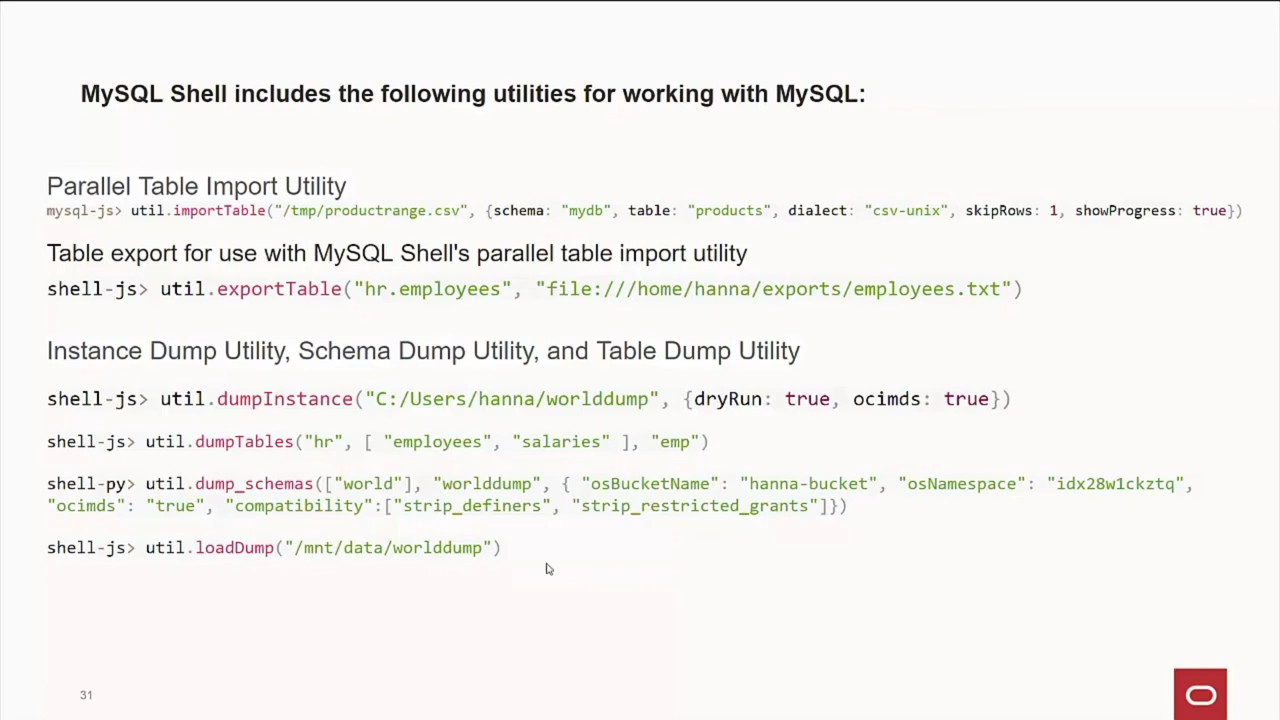 MySQL Shell includes the following utilities for working with MySQL:
Parallel Table Import Utility
mysql-js> util.importTable("/tmp/productrange.csv", {schema: "mydb", table: "products", dialect: "csv-unix", skipRows: 1, showProgress: true})
Table export for use with MySQL Shell's parallel table import utility
shell-js> util.exportTable("hr.employees", "file:///home/hanna/exports/employees.txt")
Instance Dump Utility, Schema Dump Utility, and Table Dump Utility
shell-js> util.dumpInstance("C:/Users/hanna/worlddump", {dryRun: true, ocimds: true})
shell-js> util.dumpTables("hr", [ "employees", "salaries" ], "emp")
shell-py> util.dump_schemas(["world"], "worlddump", { "osBucketName": "hanna-bucket", "osNamespace": "idx28w1ckztq",
"ocimds": "true", "compatibility":["strip_definers", "strip_restricted_grants"]})
shell-js> util.loadDump("/mnt/data/worlddump")
31